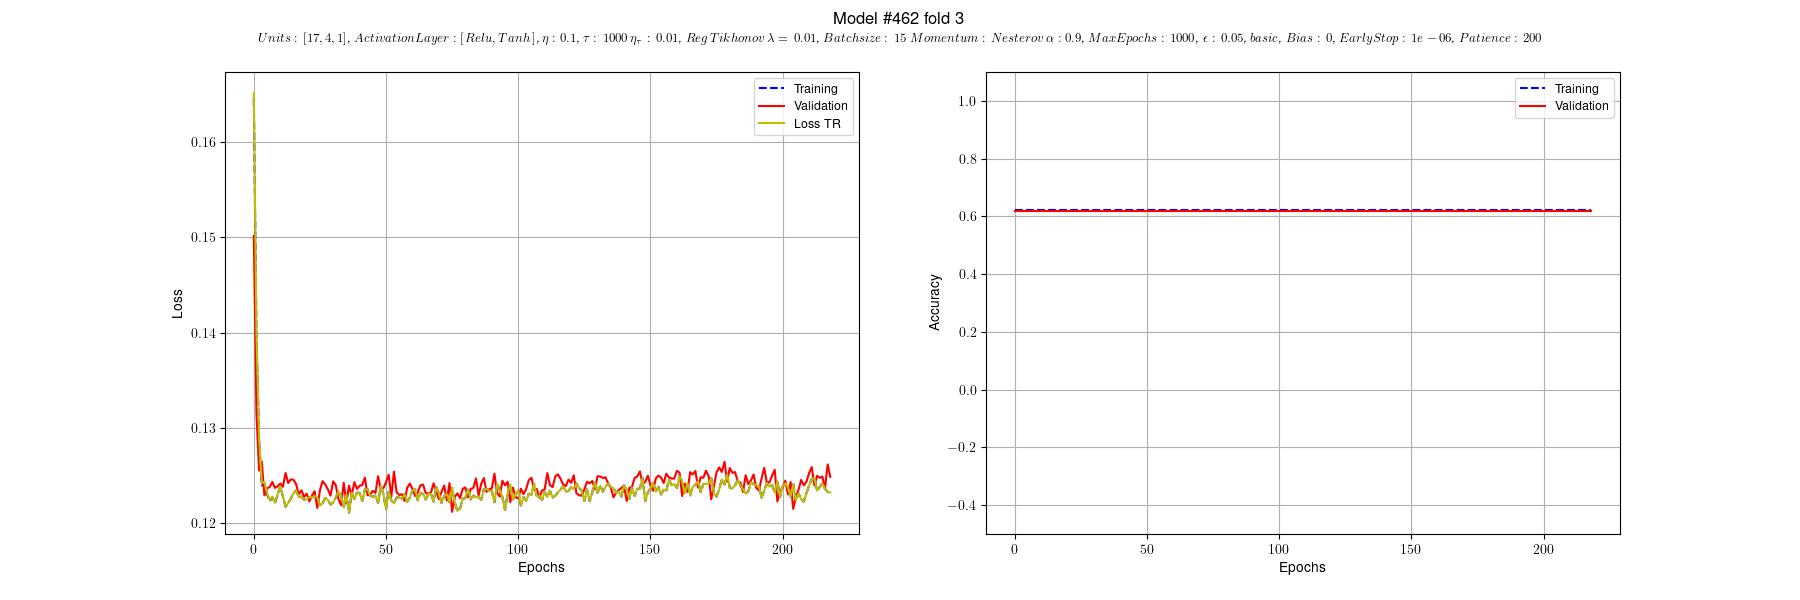 Model #462 fold 3
Units : [17, 4, 1], ActivationLayer : [Relu, Tanh], η : 0.1, τ : 1000 ητ : 0.01, Reg Tikhonov λ = 0.01, Batchsize : 15 Momentum : Nesterov α : 0.9, MaxEpochs : 1000, ϵ : 0.05, basic, Bias : 0, EarlyStop : 1e − 06, Patience : 200
Training
Validation
Loss TR
0.16
0.15
0.14
0.13
0.12
Loss
0 50 100 150 200
Epochs
Training
Validation
1.0
0.8
0.6
0.4
0.2
0.0
−0.2
−0.4
Accuracy
0 50 100 150 200
Epochs